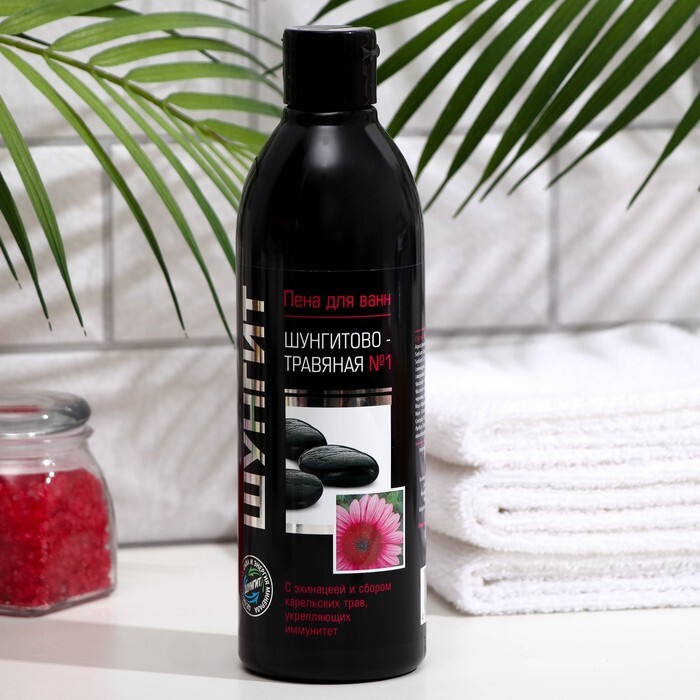 ШУНГИТ
Пена для ванн
ШУНГИТОВО -
ТРАВЯНАЯ №1
С эхинацеей и сбором
карельских трав,
укрепляющих
иммунитет